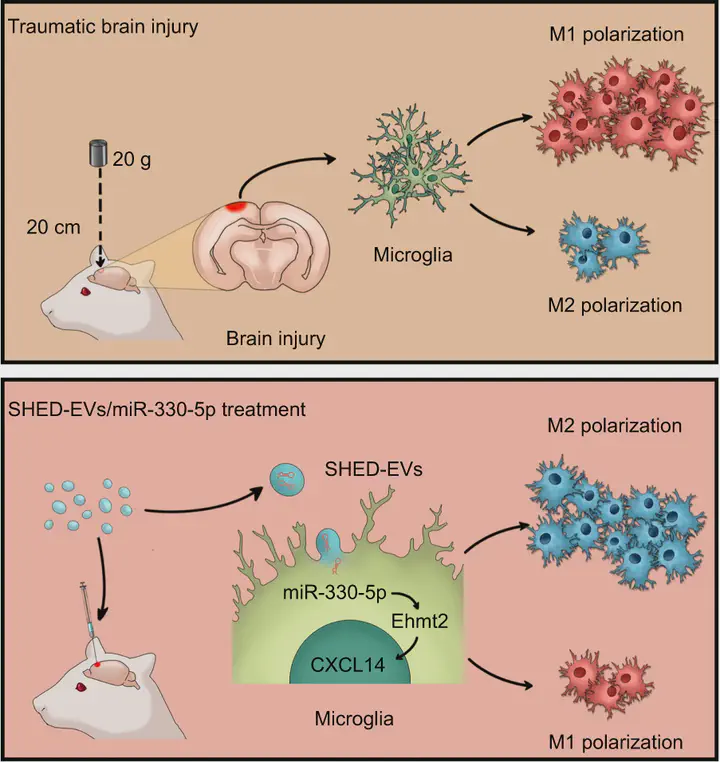 Traumatic brain injury
M1 polarization
20 g
20 cm
Microglia
M2 polarization
Brain injury
SHED-EVs/miR-330-5p treatment
M2 polarization
SHED-EVs
miR-330-5p
Ehmt2
CXCL14
Microglia
M1 polarization